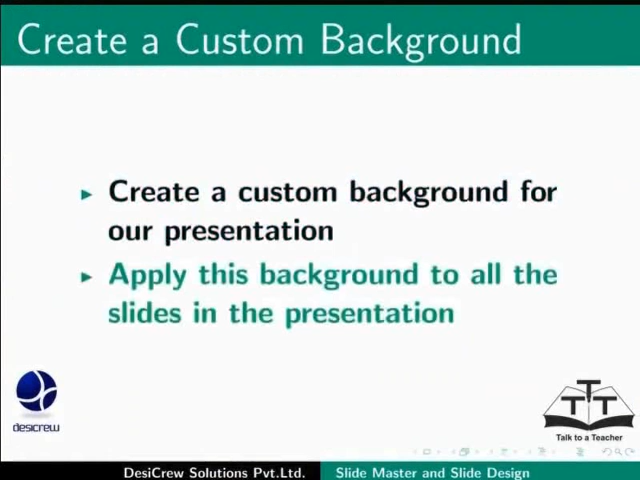 Create a Custom Background
Create a custom background for
our presentation
Apply this background to all the
slides in the presentation
desicrew
T
T T
Talk to a Teacher
DesiCrew Solutions Pvt.Ltd.
Slide Master and Slide Design